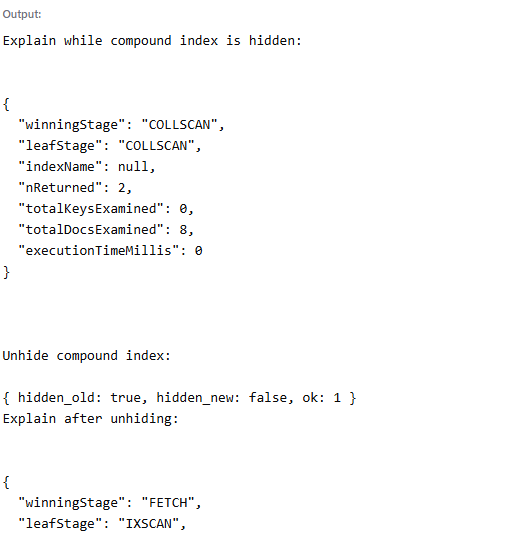 Output:
Explain while compound index is hidden:
{
  "winningStage": "COLLSCAN",
  "leafStage": "COLLSCAN",
  "indexName": null,
  "nReturned": 2,
  "totalKeysExamined": 0,
  "totalDocsExamined": 8,
  "executionTimeMillis": 0
}
Unhide compound index:
{ hidden_old: true, hidden_new: false, ok: 1 }
Explain after unhiding:
{
  "winningStage": "FETCH",
  "leafStage": "IXSCAN",